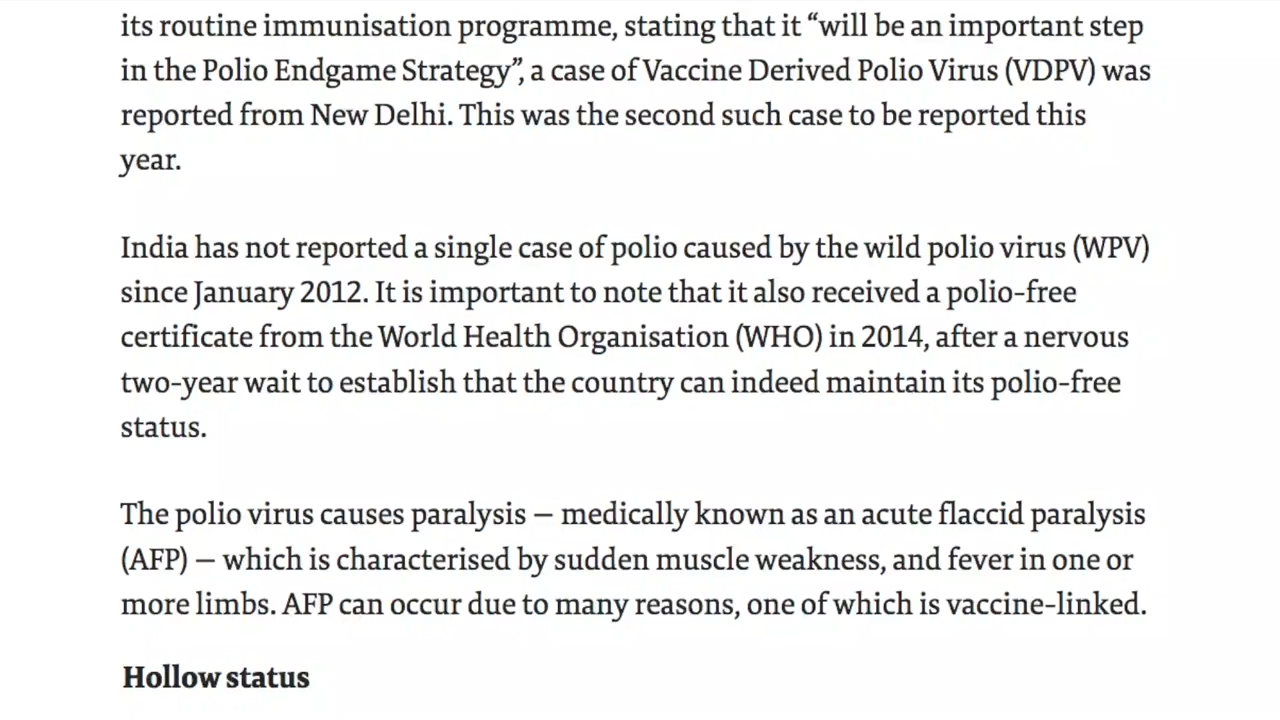 its routine immunisation programme, stating that it “will be an important step
in the Polio Endgame Strategy”, a case of Vaccine Derived Polio Virus (VDPV) was
reported from New Delhi. This was the second such case to be reported this
year.
India has not reported a single case of polio caused by the wild polio virus (WPV)
since January 2012. It is important to note that it also received a polio-free
certificate from the World Health Organisation (WHO) in 2014, after a nervous
two-year wait to establish that the country can indeed maintain its polio-free
status.
The polio virus causes paralysis — medically known as an acute flaccid paralysis
(AFP) — which is characterised by sudden muscle weakness, and fever in one or
more limbs. AFP can occur due to many reasons, one of which is vaccine-linked.
Hollow status